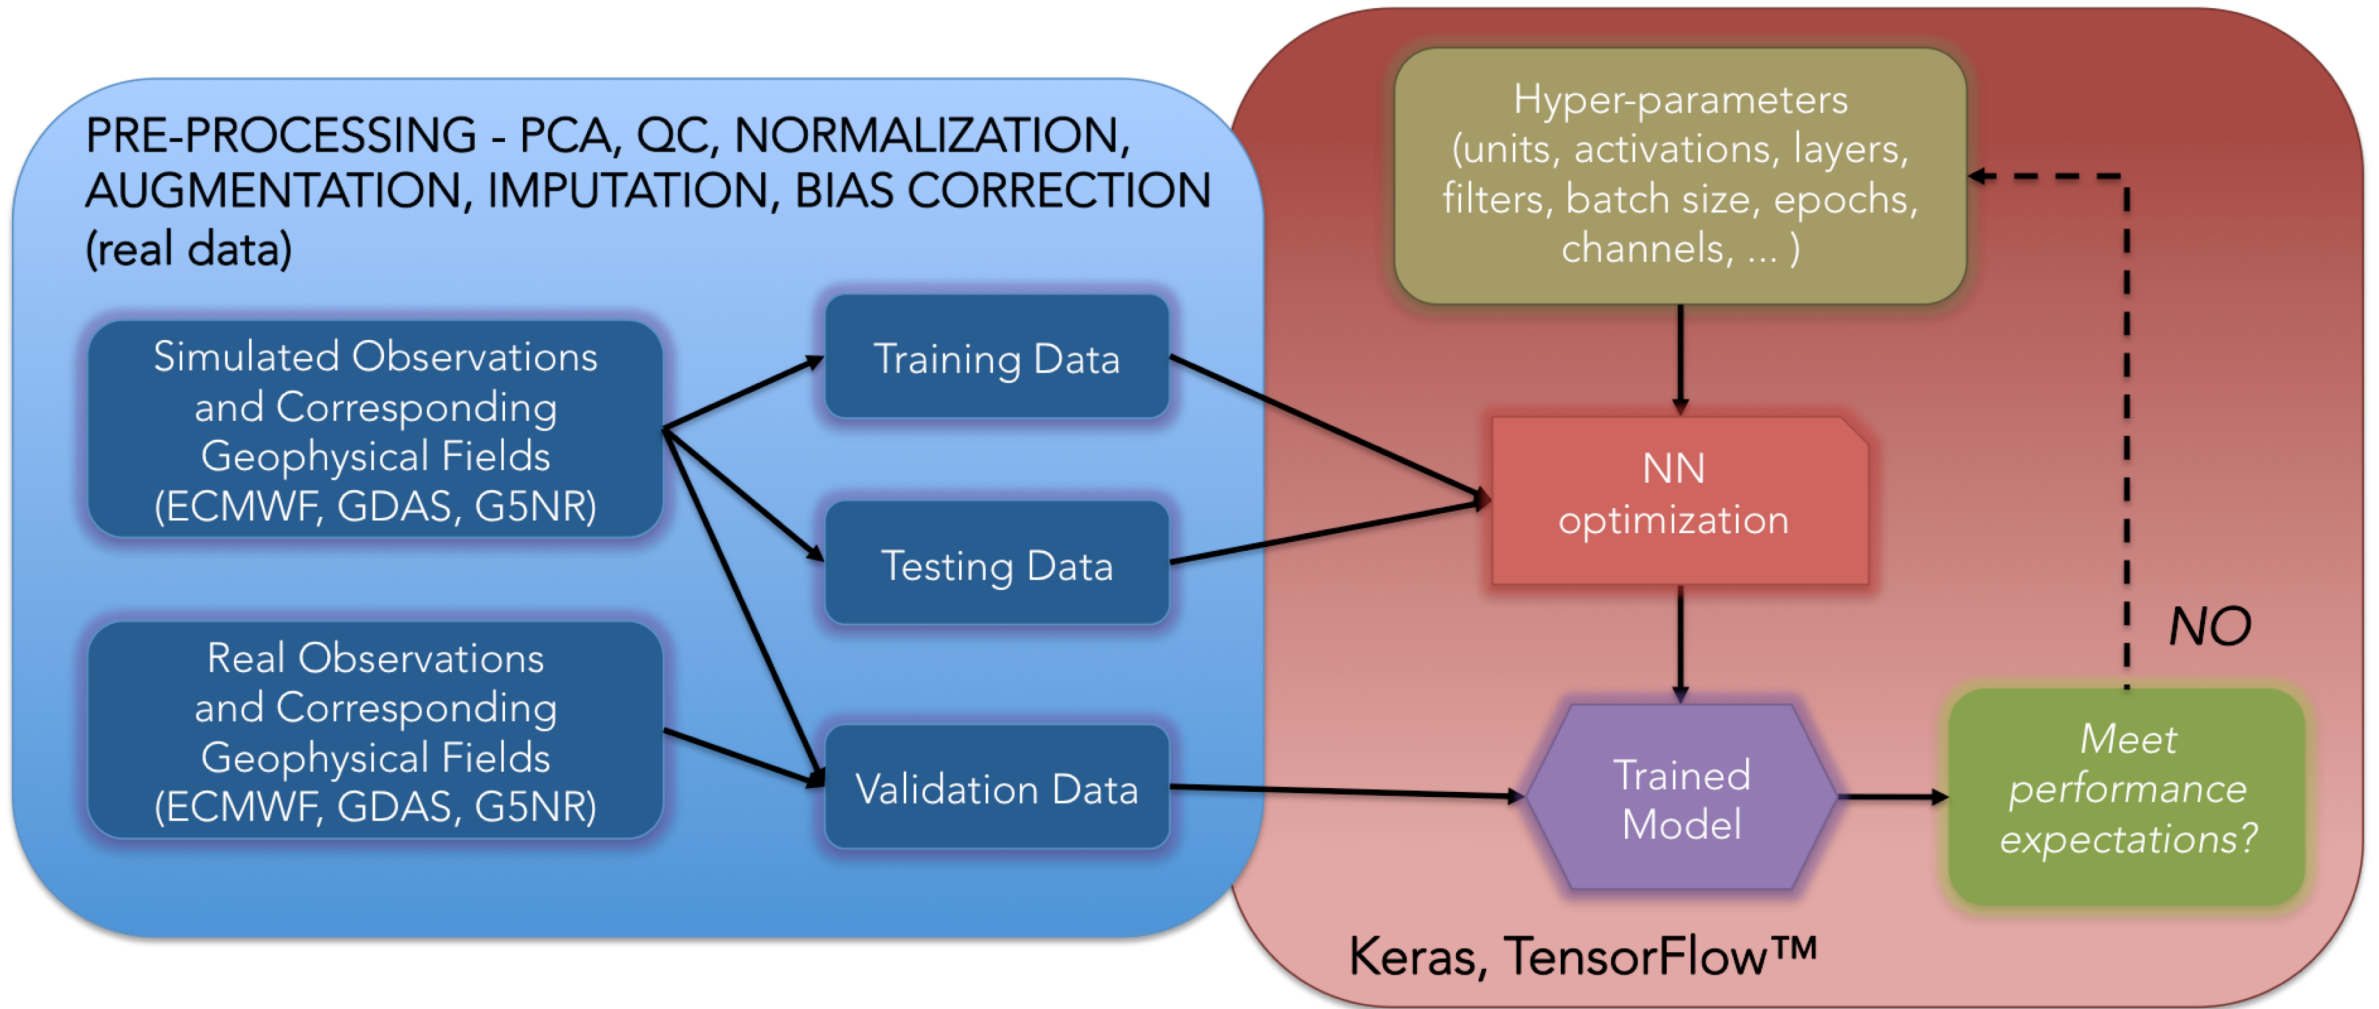 PRE-PROCESSING - PCA, QC, NORMALIZATION,
AUGMENTATION, IMPUTATION, BIAS CORRECTION
(real data)
Simulated Observations
and Corresponding
Geophysical Fields
(ECMWF, GDAS, G5NR)
Real Observations
and Corresponding
Geophysical Fields
(ECMWF, GDAS, G5NR)
Training Data
Testing Data
Validation Data
Hyper-parameters
(units, activations, layers,
filters, batch size, epochs,
channels, ... )
NN
optimization
Trained
Model
Meet
performance
expectations?
NO
Keras, TensorFlow™